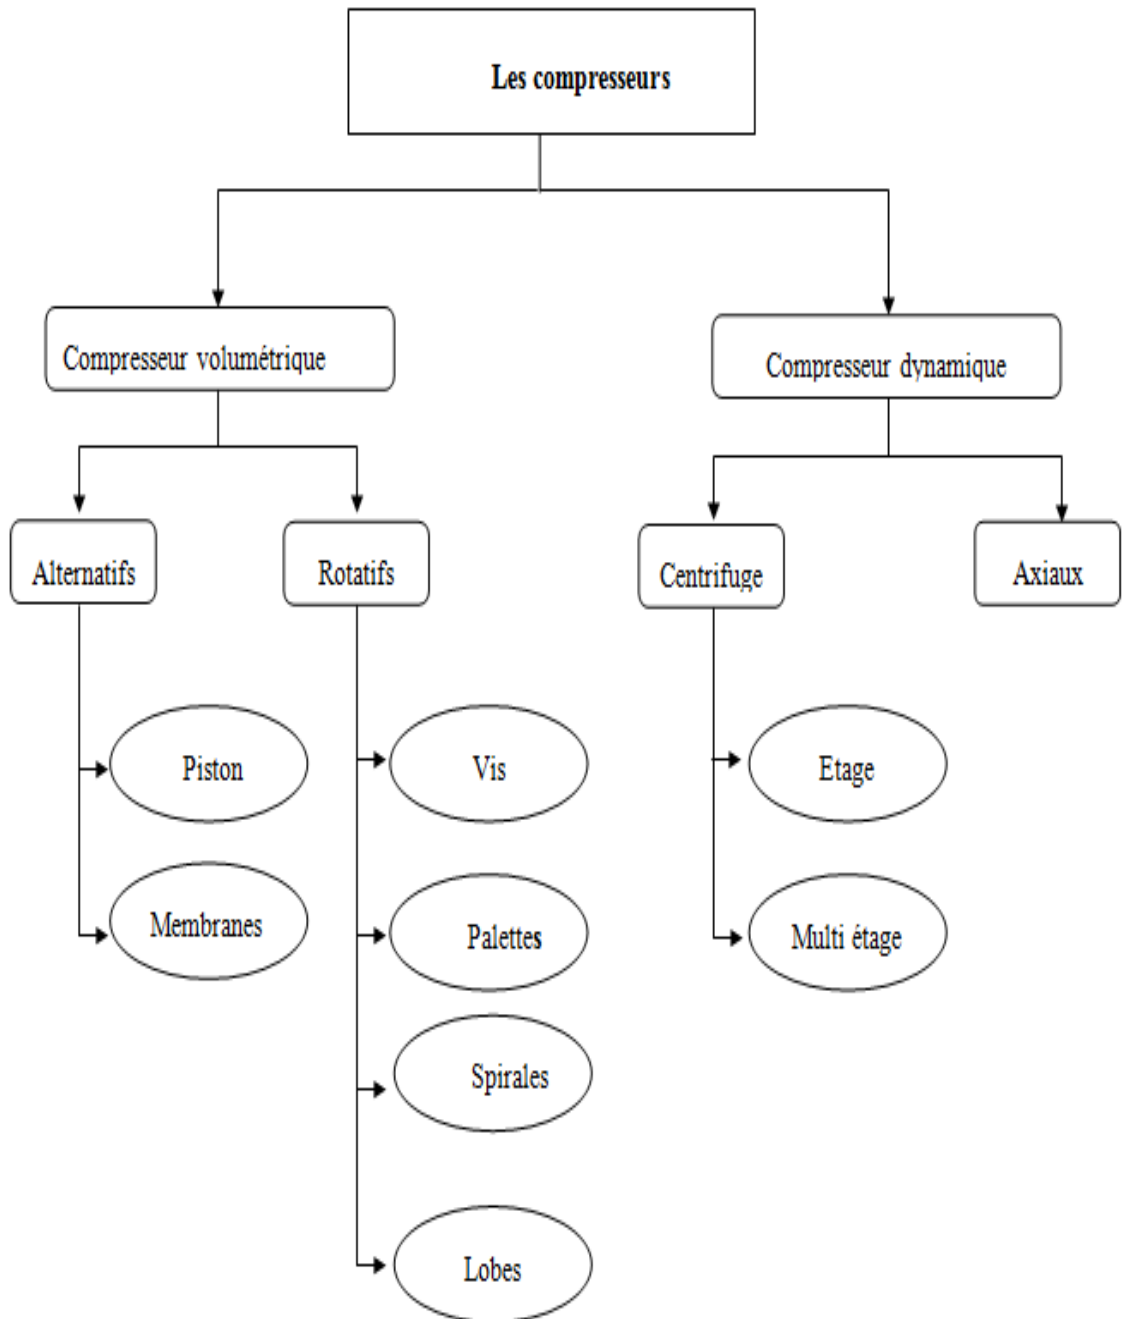 Les compresseurs
Compresseur volumétrique
Compresseur dynamique
Alternatifs
Rotatifs
Centrifuge
Axiaux
Piston
Vis
Etage
Membranes
Palettes
Multi étage
Spirales
Lobes